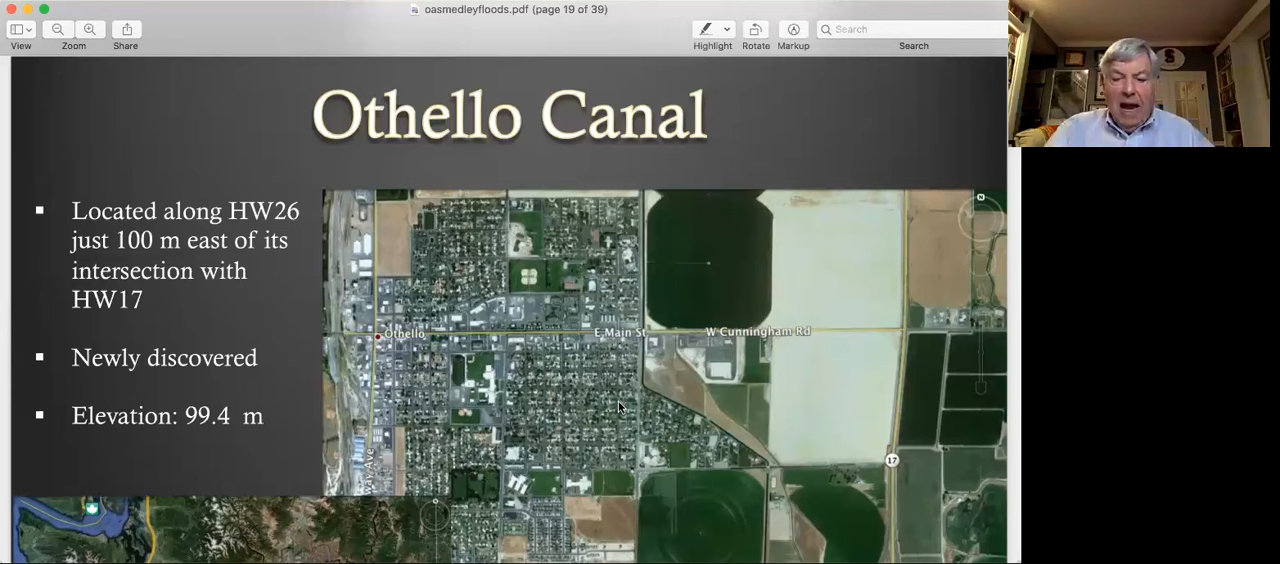 oasmedleyfloods.pdf (page 19 of 39)
View
Zoom
Share
Highlight
Rotate
Markup
Search
Search
Othello Canal
Located along HW26
just 100 m east of its
intersection with
HW17
Newly discovered
Elevation: 99.4 m
Othello
E Main St
W Cunningham Rd
17
N